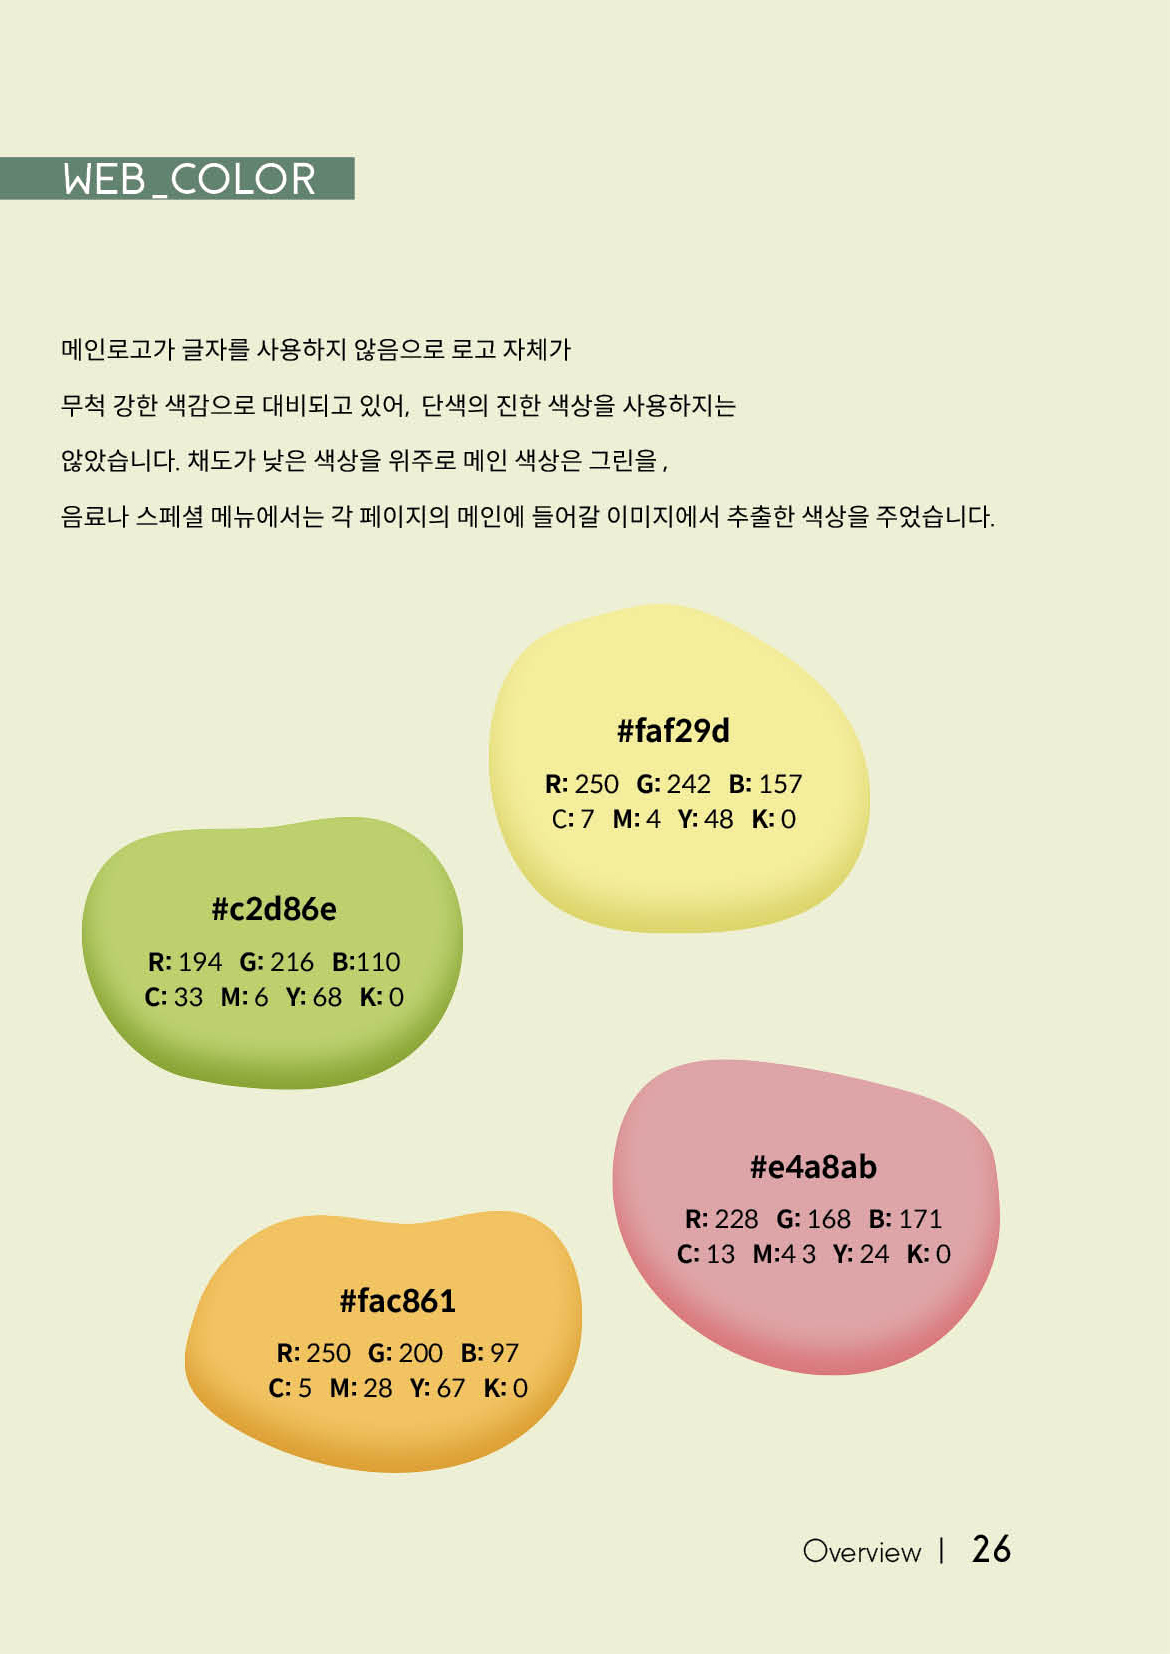 WEB_COLOR
메인로고가 글자를 사용하지 않음으로 로고 자체가
무척 강한 색감으로 대비되고 있어, 단색의 진한 색상을 사용하지는
않았습니다. 채도가 낮은 색상을 위주로 메인 색상은 그린을 ,
음료나 스페셜 메뉴에서는 각 페이지의 메인에 들어갈 이미지에서 추출한 색상을 주었습니다.
#faf29d
R: 250 G: 242 B: 157
C: 7 M: 4 Y: 48 K: 0
#c2d86e
R: 194 G: 216 B:110
C: 33 M: 6 Y: 68 K: 0
#e4a8ab
R: 228 G: 168 B: 171
C: 13 M:4 3 Y: 24 K: 0
#fac861
R: 250 G: 200 B: 97
C: 5 M: 28 Y: 67 K: 0
Overview | 26